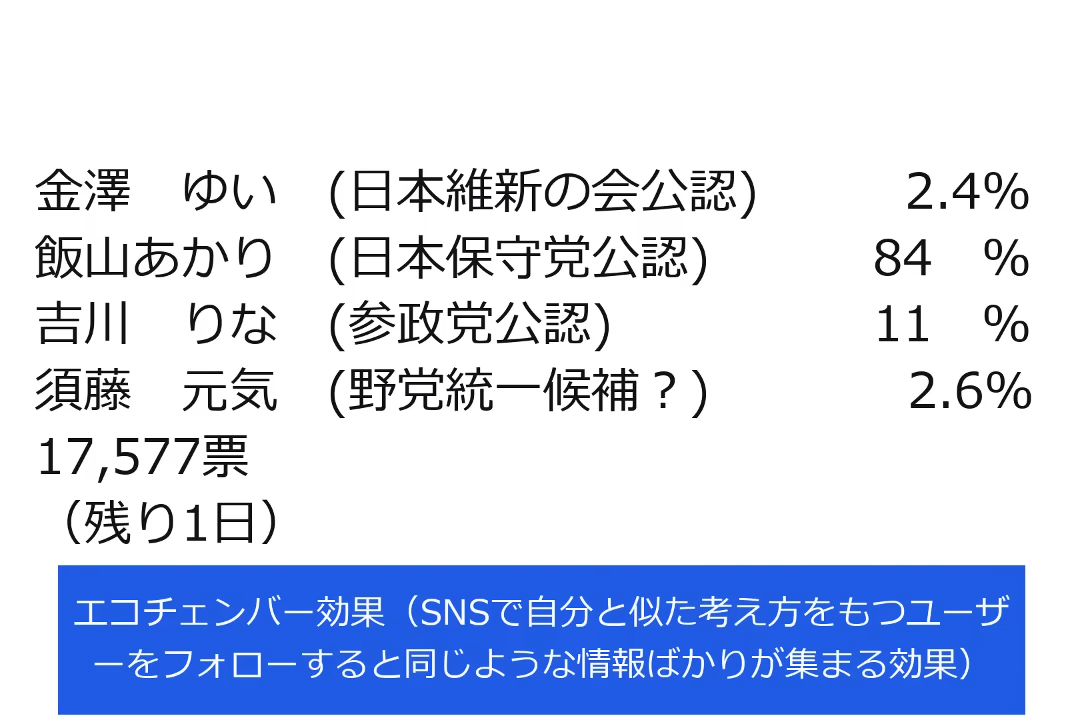 金澤　ゆい　(日本維新の会公認)　　　2.4%
飯山あかり　(日本保守党公認)　　　 84　%
吉川　りな　(参政党公認)　　　　　 11　%
須藤　元気　(野党統一候補？)　　　　2.6%
17,577票
（残り1日）
エコチェンバー効果（SNSで自分と似た考え方をもつユーザ
ーをフォローすると同じような情報ばかりが集まる効果）